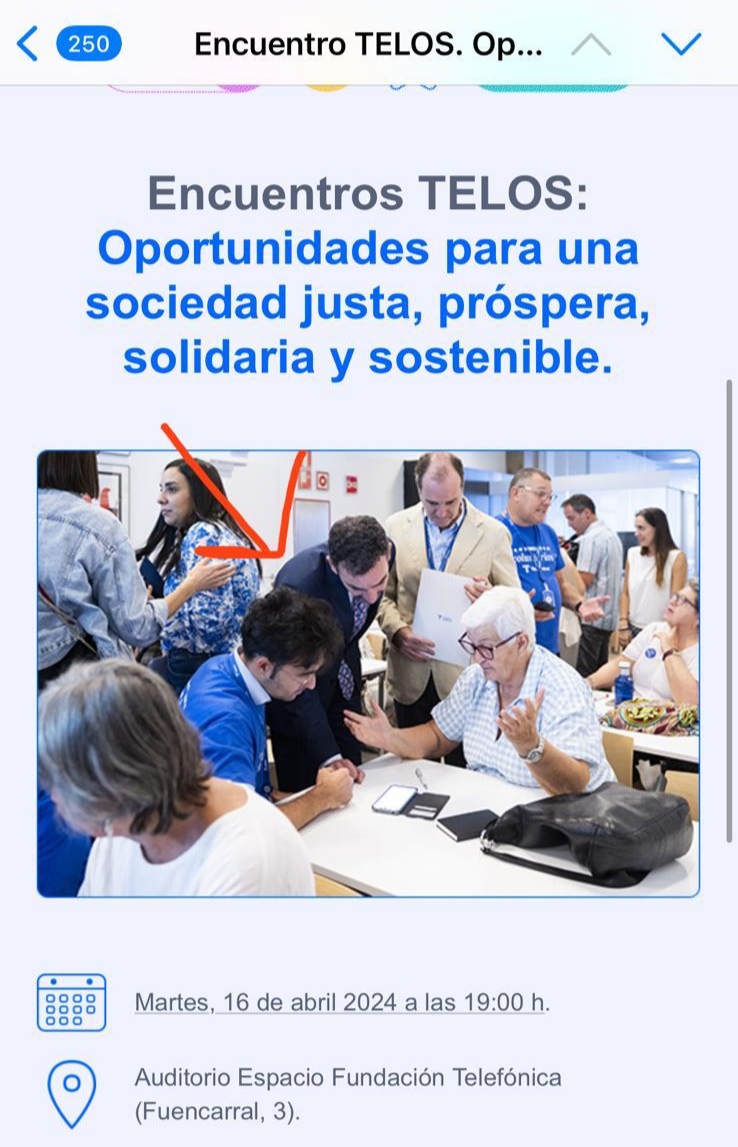 250
Encuentro TELOS. Op...
Encuentros TELOS:
Oportunidades para una
sociedad justa, próspera,
solidaria y sostenible.
Martes, 16 de abril 2024 a las 19:00 h.
Auditorio Espacio Fundación Telefónica
(Fuencarral, 3).